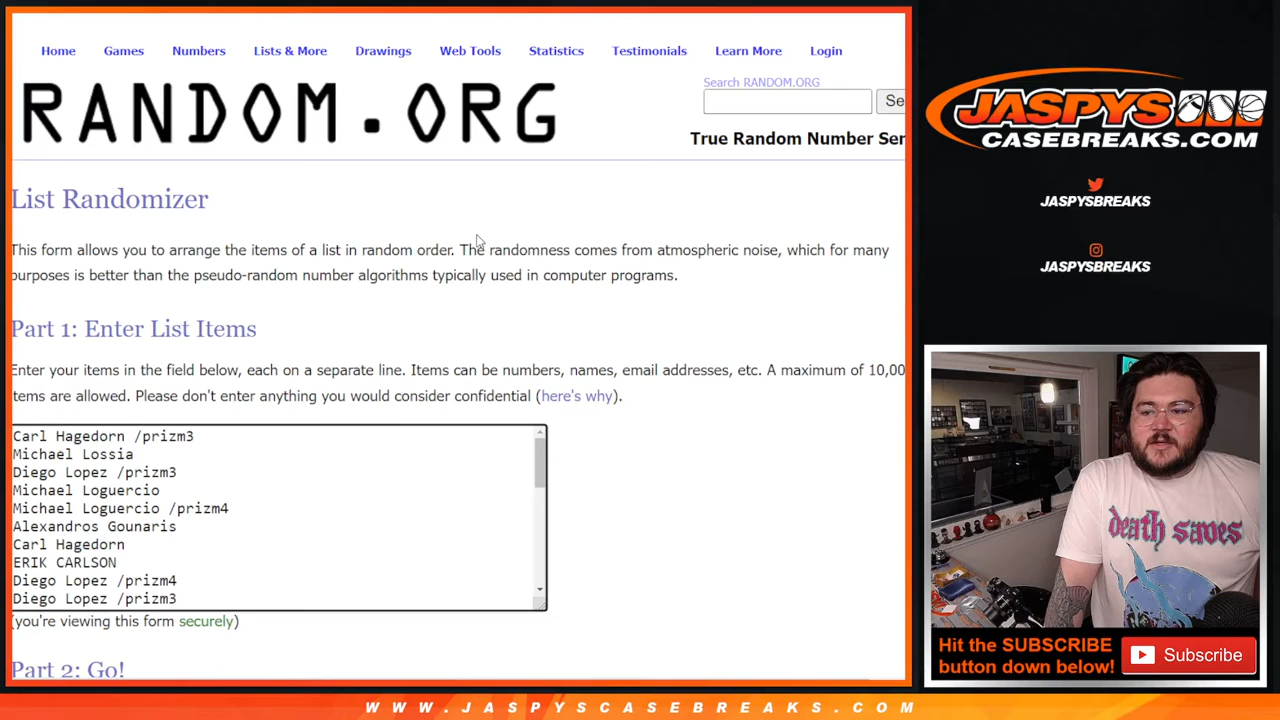 Home Games Numbers Lists & More Drawings Web Tools Statistics Testimonials Learn More Login
RANDOM.ORG
Search RANDOM.ORG
Se
True Random Number Ser
List Randomizer
This form allows you to arrange the items of a list in random order. The randomness comes from atmospheric noise, which for many
purposes is better than the pseudo-random number algorithms typically used in computer programs.
Part 1: Enter List Items
Enter your items in the field below, each on a separate line. Items can be numbers, names, email addresses, etc. A maximum of 10,00
tems are allowed. Please don't enter anything you would consider confidential (here's why).
Carl Hagedorn /prizm3
Michael Lossia
Diego Lopez /prizm3
Michael Loguercio
Michael Loguercio /prizm4
Alexandros Gounaris
Carl Hagedorn
ERIK CARLSON
Diego Lopez /prizm4
Diego Lopez /prizm3
(you're viewing this form securely)
Part 2: Go!
JASPYS
CASEBREAKS.COM
JASPYSBREAKS
JASPYSBREAKS
death saves
Hit the SUBSCRIBE
button down below!
Subscribe
WWW.JASPYSCASEBREAKS.COM